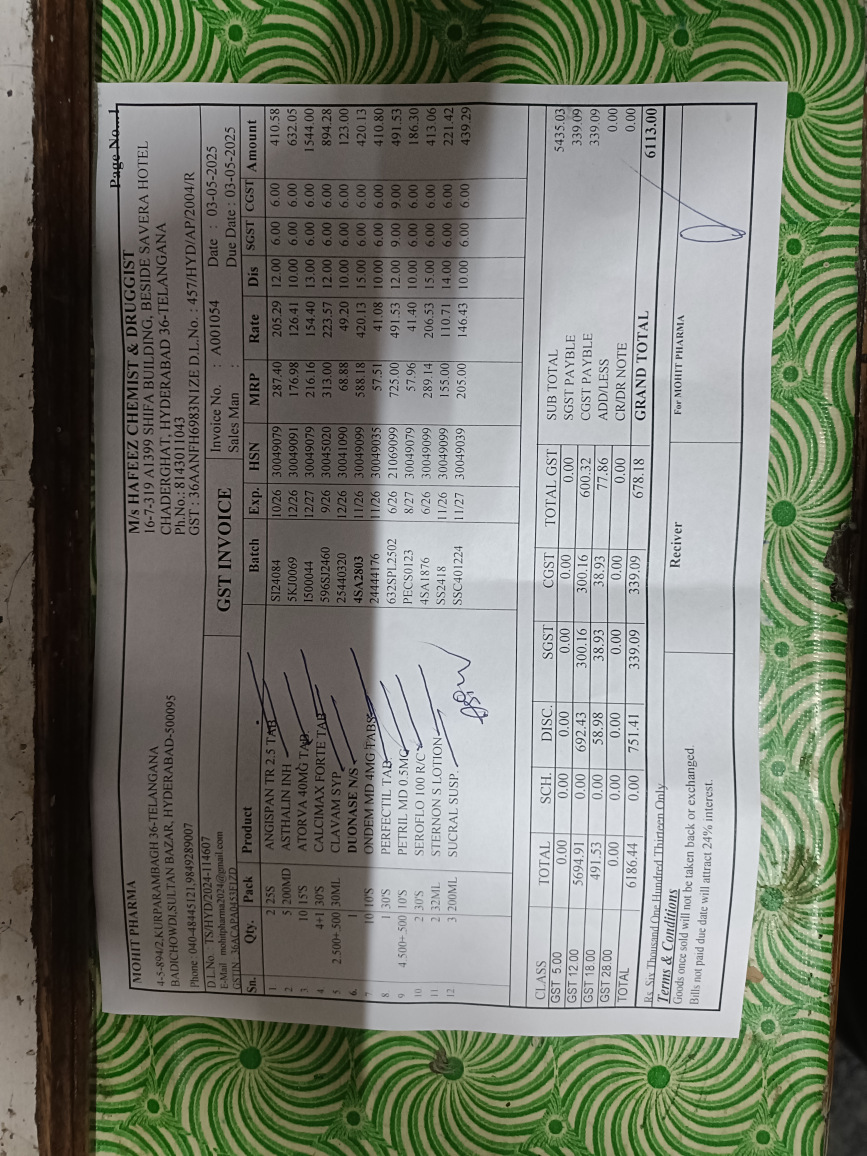 Page No...1
MOHIT PHARMA
4-5-894/2,KURPARAMBAGH 36-TELANGANA
BADICHOWDI,SULTAN BAZAR, HYDERABAD-500095
Phone :040-48445121,9849289007
D.L.No. : TS/HYD/2024-114607
E-Mail : mohitpharma2024@gmail.com
GSTIN : 36ACAPA0453F1ZD
M/s HAFEEZ CHEMIST & DRUGGIST
16-7-319 A1399 SHIFA BUILDING, BESIDE SAVERA HOTEL
CHADERGHAT, HYDERABAD 36-TELANGANA
Ph.No.: 8143011043
GST : 36AANFH6983N1ZE D.L.No. : 457/HYD/AP/2004/R
GST INVOICE
Invoice No. : A001054 Date : 03-05-2025
Sales Man : Due Date : 03-05-2025
Sn. Qty. Pack Product Batch Exp. HSN MRP Rate Dis SGST CGST Amount
1 2 25S ANGISPAN TR 2.5 TAB SI24084 10/26 30049079 287.40 205.29 12.00 6.00 6.00 410.58
2. 5 200MD ASTHALIN INH 5KJ0069 12/26 30049091 176.98 126.41 10.00 6.00 6.00 632.05
3. 10 15'S ATORVA 40MG TAB IS00044 12/27 30049079 216.16 154.40 13.00 6.00 6.00 1544.00
4. 4+1 30'S CALCIMAX FORTE TAB 596SJ2460 9/26 30045020 313.00 223.57 12.00 6.00 6.00 894.28
5 2.500+.500 30ML CLAVAM SYP 25440320 12/26 30041090 68.88 49.20 10.00 6.00 6.00 123.00
6. 1 DUONASE N/S 4SA2803 11/26 30049099 588.18 420.13 15.00 6.00 6.00 420.13
7 10 10'S ONDEM MD 4MG TABS 24444176 11/26 30049035 57.51 41.08 10.00 6.00 6.00 410.80
8 1 30'S PERFECTIL TAB 632SPL2502 6/26 21069099 725.00 491.53 12.00 9.00 9.00 491.53
9 4.500+.500 10'S PETRIL MD 0.5MG PECS0123 8/27 30049079 57.96 41.40 10.00 6.00 6.00 186.30
10 2 30'S SEROFLO 100 R/C 4SA1876 6/26 30049099 289.14 206.53 15.00 6.00 6.00 413.06
11 2 32ML STERNON S LOTION SS2418 11/26 30049099 155.00 110.71 14.00 6.00 6.00 221.42
12 3 200ML SUCRAL SUSP. SSC401224 11/27 30049039 205.00 146.43 10.00 6.00 6.00 439.29
CLASS TOTAL SCH. DISC. SGST CGST TOTAL GST
GST 5.00 0.00 0.00 0.00 0.00 0.00 0.00
GST 12.00 5694.91 0.00 692.43 300.16 300.16 600.32
GST 18.00 491.53 0.00 58.98 38.93 38.93 77.86
GST 28.00 0.00 0.00 0.00 0.00 0.00 0.00
TOTAL 6186.44 0.00 751.41 339.09 339.09 678.18
SUB TOTAL 5435.03
SGST PAYBLE 339.09
CGST PAYBLE 339.09
ADD/LESS 0.00
CR/DR NOTE 0.00
GRAND TOTAL 6113.00
Rs. Six Thousand One Hundred Thirteen Only
Terms & Conditions
Goods once sold will not be taken back or exchanged.
Bills not paid due date will attract 24% interest.
Reciver
For MOHIT PHARMA